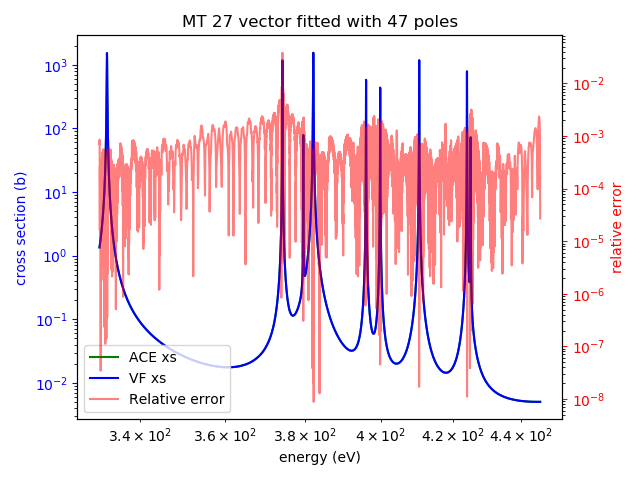 MT 27 vector fitted with 47 poles
cross section (b)
10³
10²
10¹
10⁰
10⁻¹
10⁻²
10⁻²
10⁻³
10⁻⁴
10⁻⁵
10⁻⁶
10⁻⁷
10⁻⁸
relative error
ACE xs
VF xs
Relative error
3.4 × 10² 3.6 × 10² 3.8 × 10² 4 × 10² 4.2 × 10² 4.4 × 10²
energy (eV)